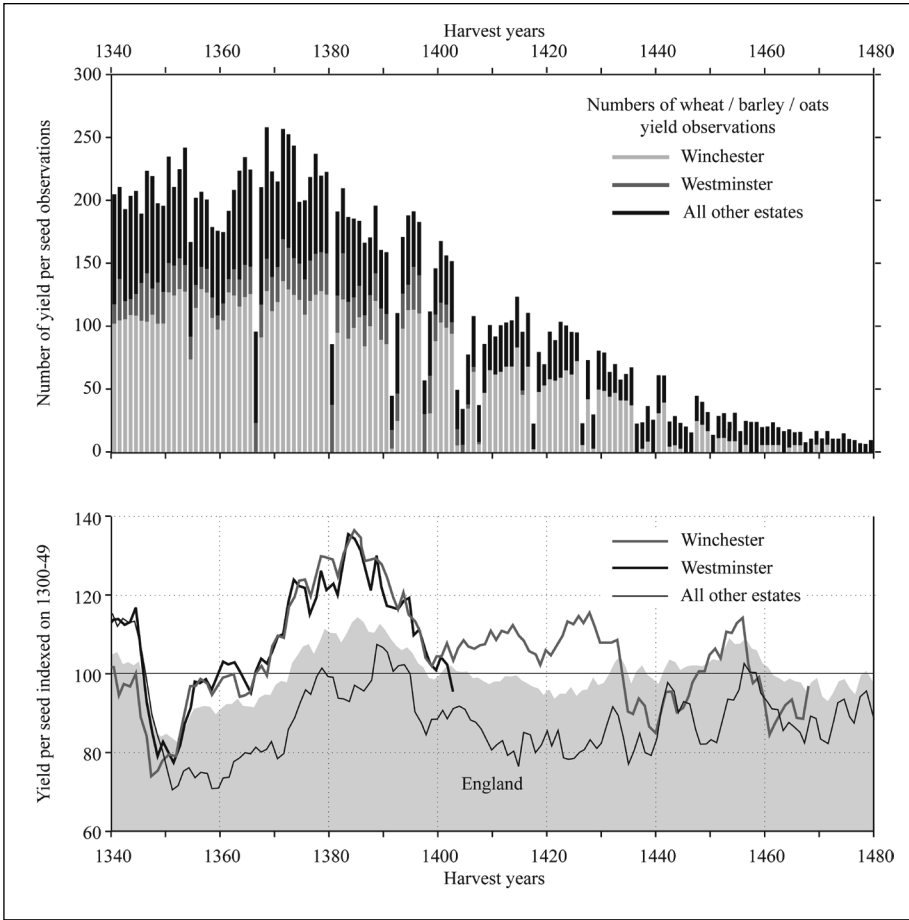 Harvest years
1340 1360 1380 1400 1420 1440 1460 1480
300
250
200
150
100
50
0
Number of yield per seed observations
Numbers of wheat / barley / oats
yield observations
Winchester
Westminster
All other estates
140
120
100
80
60
Yield per seed indexed on 1300-49
Winchester
Westminster
All other estates
England
1340 1360 1380 1400 1420 1440 1460 1480
Harvest years